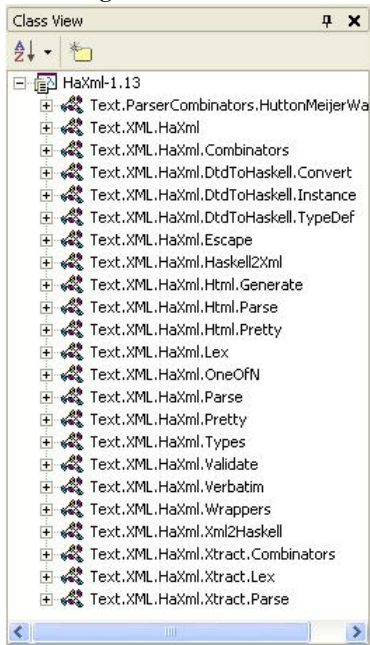 Class View
HaXml-1.13
Text.ParserCombinators.HuttonMeijerWa
Text.XML.HaXml
Text.XML.HaXml.Combinators
Text.XML.HaXml.DtdToHaskell.Convert
Text.XML.HaXml.DtdToHaskell.Instance
Text.XML.HaXml.DtdToHaskell.TypeDef
Text.XML.HaXml.Escape
Text.XML.HaXml.Haskell2Xml
Text.XML.HaXml.Html.Generate
Text.XML.HaXml.Html.Parse
Text.XML.HaXml.Html.Pretty
Text.XML.HaXml.Lex
Text.XML.HaXml.OneOfN
Text.XML.HaXml.Parse
Text.XML.HaXml.Pretty
Text.XML.HaXml.Types
Text.XML.HaXml.Validate
Text.XML.HaXml.Verbatim
Text.XML.HaXml.Wrappers
Text.XML.HaXml.Xml2Haskell
Text.XML.HaXml.Xtract.Combinators
Text.XML.HaXml.Xtract.Lex
Text.XML.HaXml.Xtract.Parse